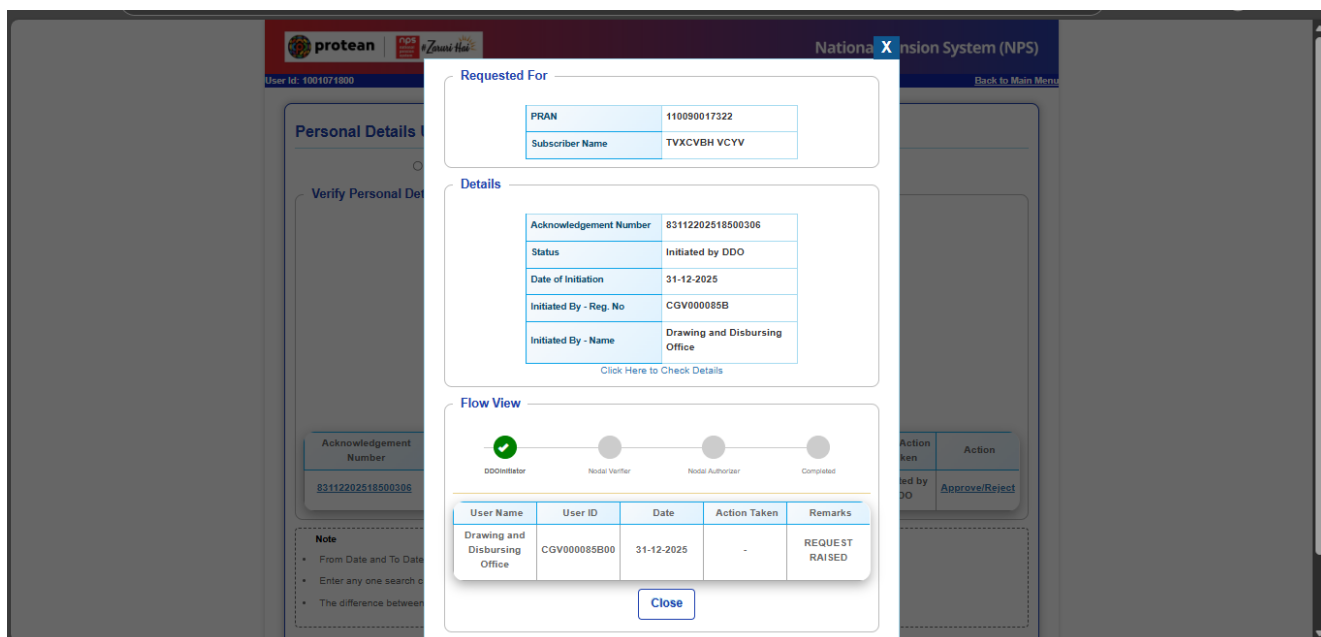 protean
nps
#Zaruri Hai
Nationa
X
nsion System (NPS)
User Id: 1001071800
Back to Main Menu
Personal Details
Verify Personal Det
Requested For
PRAN 110090017322
Subscriber Name TVXCVBH VCYV
Details
Acknowledgement Number 83112202518500306
Status Initiated by DDO
Date of Initiation 31-12-2025
Initiated By - Reg. No CGV000085B
Initiated By - Name Drawing and Disbursing
Office
Click Here to Check Details
Flow View
DDOInitiator Nodal Verifier Nodal Authorizer Completed
User Name User ID Date Action Taken Remarks
Drawing and
Disbursing
Office
CGV000085B00 31-12-2025 - REQUEST
RAISED
Close
Acknowledgement
Number
Action
ken
Action
83112202518500306
ted by
DO
Approve/Reject
Note
From Date and To Date
Enter any one search c
The difference between